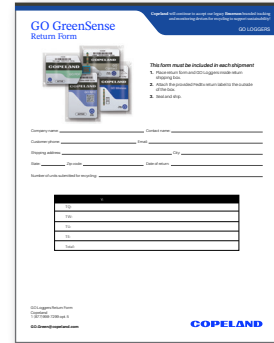 Copeland will continue to accept our legacy Emerson-branded tracking
and monitoring devices for recycling to support sustainability!
GO LOGGERS
GO GreenSense
Return Form
COPELAND
COPELAND
COPELAND
This form must be included in each shipment
1. Place return form and GO Loggers inside return
shipping box.
2. Attach the provided FedEx return label to the outside
of the box.
3. Seal and ship.
Company name: Contact name:
Customer phone: Email:
Shipping address: City:
State: Zip code: Date of return:
Number of units submitted for recycling:
Total:
GO Loggers Return Form
Copeland
GO.Green@copeland.com
COPELAND